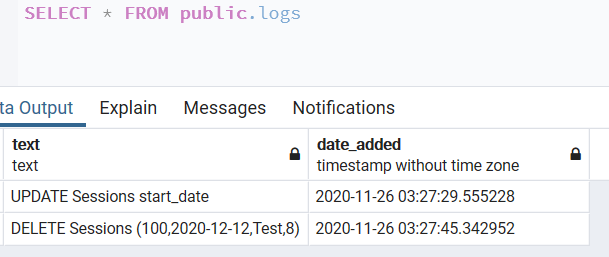 SELECT * FROM public.logs
ta Output Explain Messages Notifications
text date_added
text timestamp without time zone
UPDATE Sessions start_date 2020-11-26 03:27:29.555228
DELETE Sessions (100,2020-12-12,Test,8) 2020-11-26 03:27:45.342952